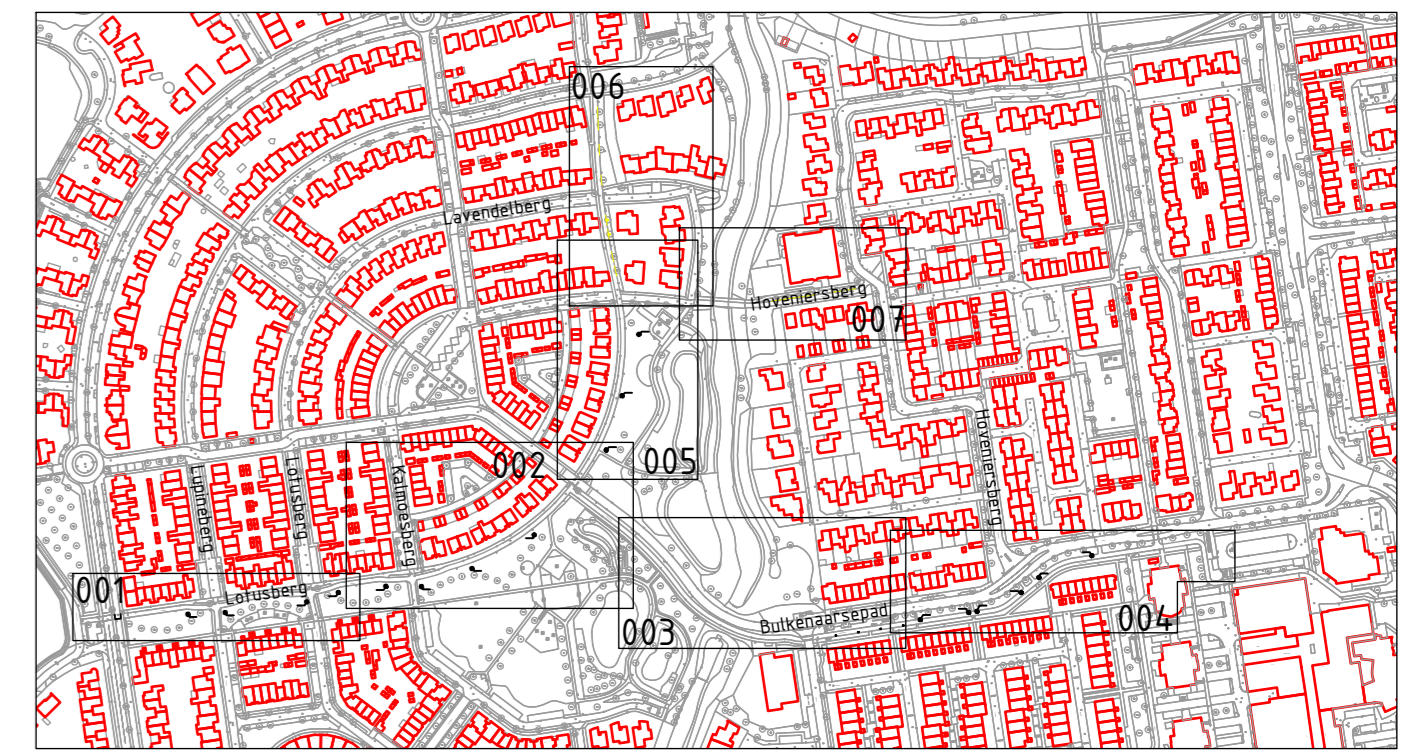 006
Lavendelberg
Hoveniersberg
007
Hoveniersberg
Lupineberg
Lotusberg
Kalmoesberg
002
005
001
Lotusberg
003
Bulkenaarsepad
004